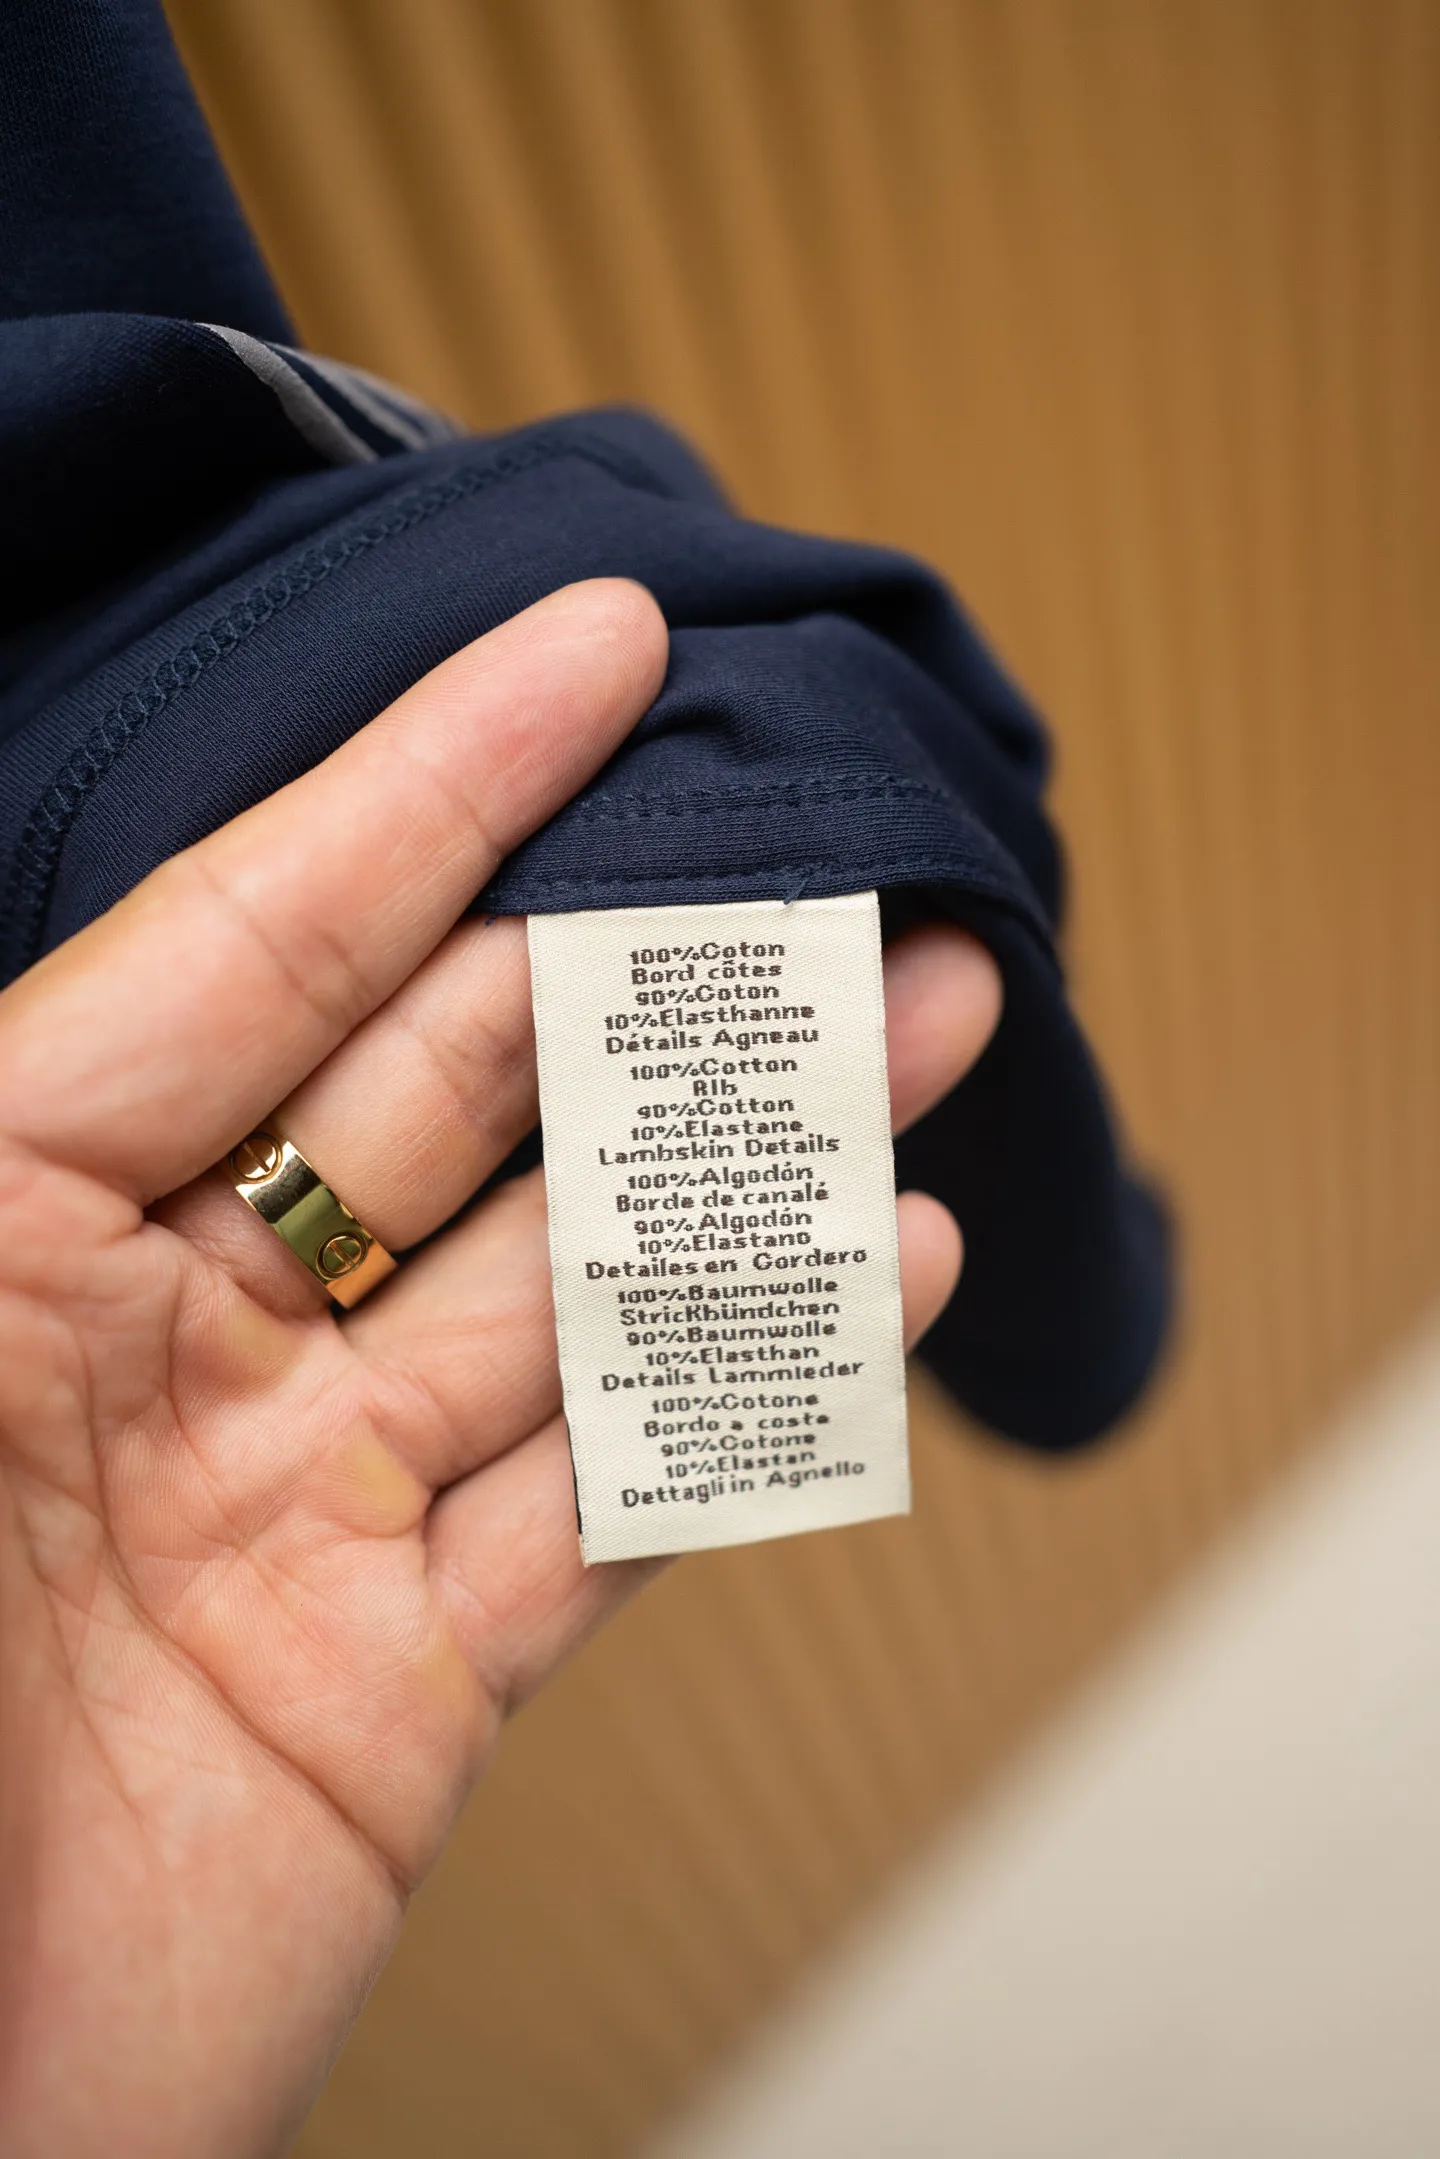 100%Coton
Bord côtes
90%Coton
10%Elasthanne
Détails Agneau
100%Cotton
RIb
90%Cotton
10%Elastane
Lambskin Details
100%Algodón
Borde de canalé
90%Algodón
10%Elastano
Detailes en Cordero
100%Baumwolle
StricKbündchen
90%Baumwolle
10%Elasthan
Details Lammleder
100%Cotone
Bordo a coste
90%Cotone
10%Elastan
Dettagli in Agnello